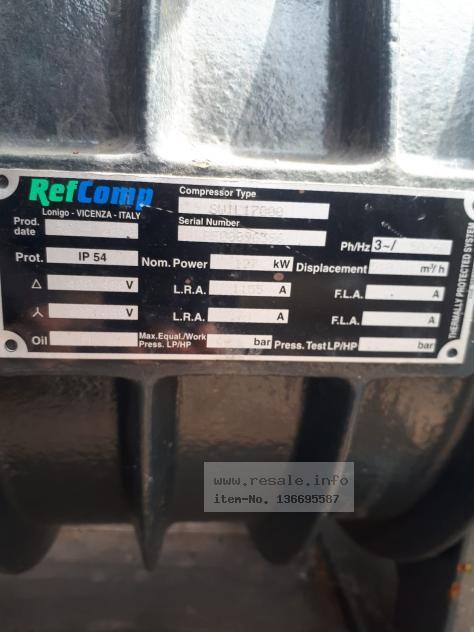 RefComp
Lonigo - VICENZA - ITALY
Compressor Type
Serial Number
Prod. date
Ph/Hz 3~/
Prot. IP 54
Nom. Power kW
Displacement m³/h
△ V
L.R.A. A
F.L.A. A
⅄ V
L.R.A. A
F.L.A. A
Oil
Max.Equal./Work Press. LP/HP bar
Press. Test LP/HP bar
THERMALLY PROTECTED SYSTEM
www.resale.info
item-No. 136695587